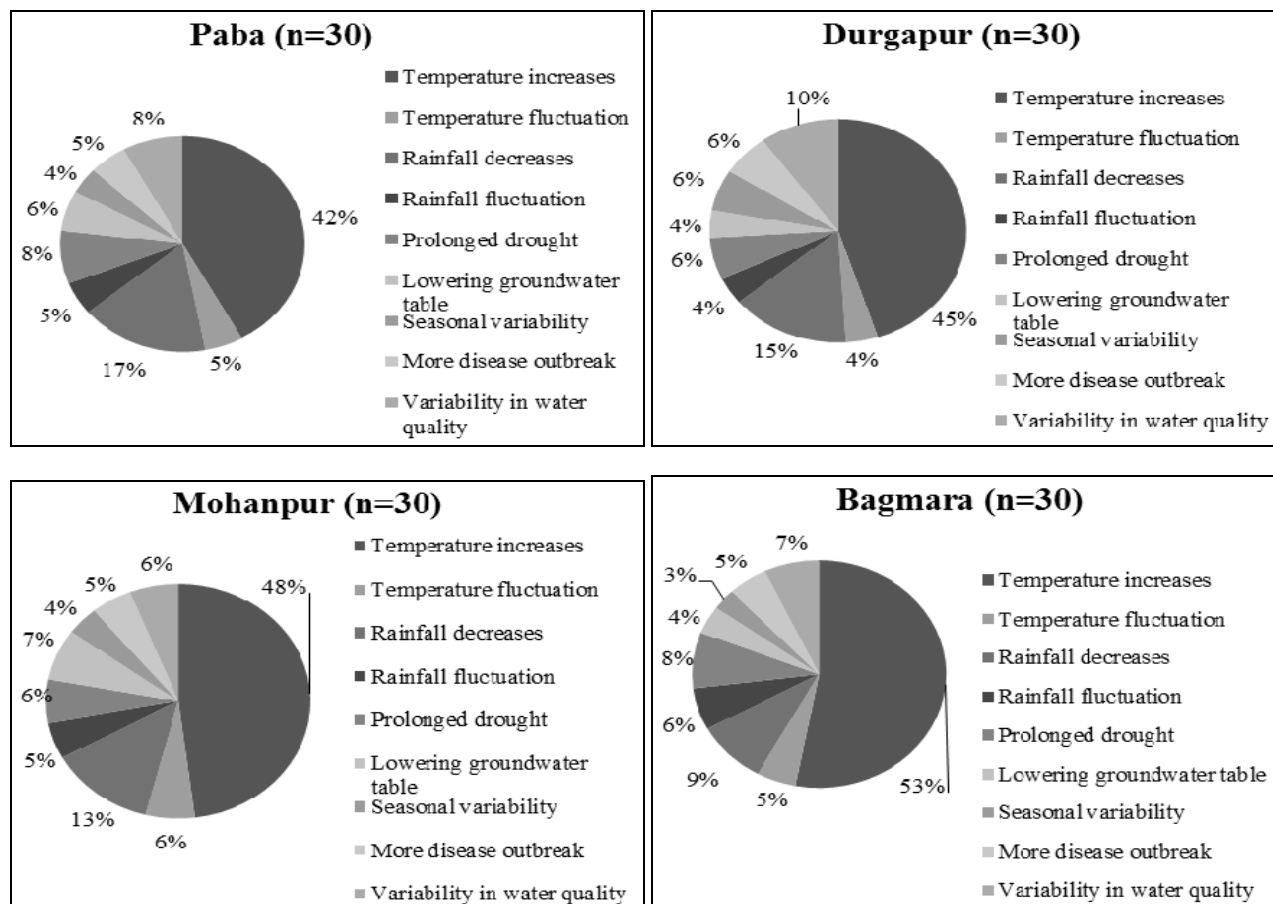 Paba (n=30)
Temperature increases
Temperature fluctuation
Rainfall decreases
Rainfall fluctuation
Prolonged drought
Lowering groundwater
table
Seasonal variability
More disease outbreak
Variability in water
quality
42%
5%
17%
5%
8%
6%
4%
5%
8%
Durgapur (n=30)
Temperature increases
Temperature fluctuation
Rainfall decreases
Rainfall fluctuation
Prolonged drought
Lowering groundwater
table
Seasonal variability
More disease outbreak
Variability in water quality
45%
4%
15%
4%
6%
4%
6%
6%
10%
Mohanpur (n=30)
Temperature increases
Temperature fluctuation
Rainfall decreases
Rainfall fluctuation
Prolonged drought
Lowering groundwater
table
Seasonal variability
More disease outbreak
Variability in water quality
48%
6%
13%
5%
6%
7%
4%
5%
6%
Bagmara (n=30)
Temperature increases
Temperature fluctuation
Rainfall decreases
Rainfall fluctuation
Prolonged drought
Lowering groundwater table
Seasonal variability
More disease outbreak
Variability in water quality
53%
5%
9%
6%
8%
4%
3%
5%
7%